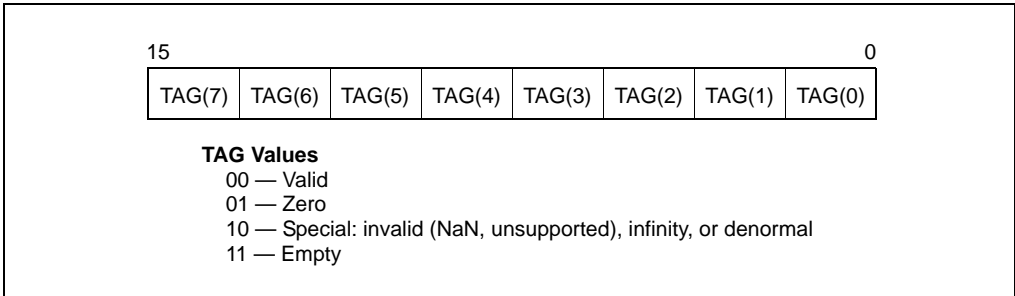 15 0
TAG(7) TAG(6) TAG(5) TAG(4) TAG(3) TAG(2) TAG(1) TAG(0)
TAG Values
00 — Valid
01 — Zero
10 — Special: invalid (NaN, unsupported), infinity, or denormal
11 — Empty